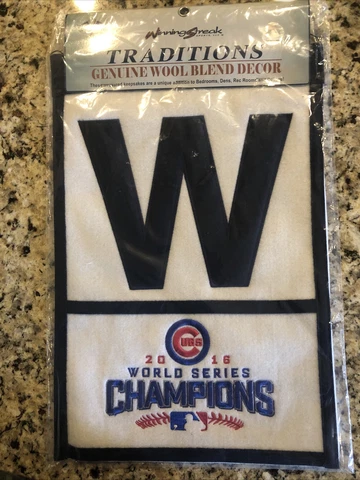 Winning Streak
TRADITIONS
GENUINE WOOL BLEND DECOR
W
CUBS
2016
WORLD SERIES
CHAMPIONS